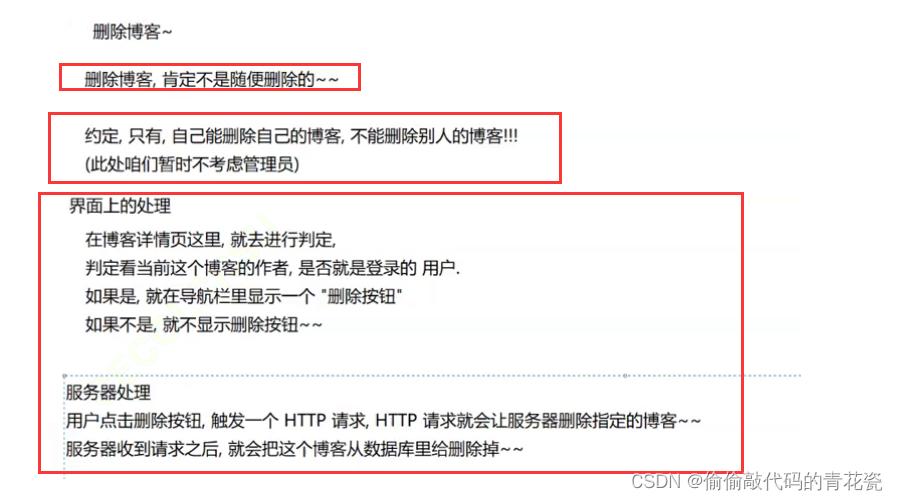 删除博客~
删除博客, 肯定不是随便删除的~~
约定, 只有, 自己能删除自己的博客, 不能删除别人的博客!!!
(此处咱们暂时不考虑管理员)
界面上的处理
在博客详情页这里, 就去进行判定,
判定看当前这个博客的作者, 是否就是登录的 用户.
如果是, 就在导航栏里显示一个 "删除按钮"
如果不是, 就不显示删除按钮~~
服务器处理
用户点击删除按钮, 触发一个 HTTP 请求, HTTP 请求就会让服务器删除指定的博客~~
服务器收到请求之后, 就会把这个博客从数据库里给删除掉~~
CSDN @偷偷敲代码的青花瓷